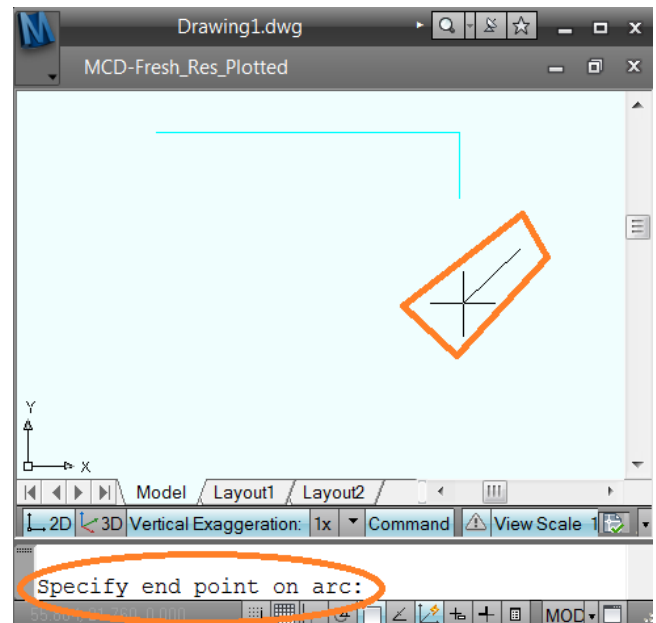 Drawing1.dwg
MCD-Fresh_Res_Plotted
Y
X
Model Layout1 Layout2
2D 3D Vertical Exaggeration: 1x Command View Scale 1
Specify end point on arc:
MOD